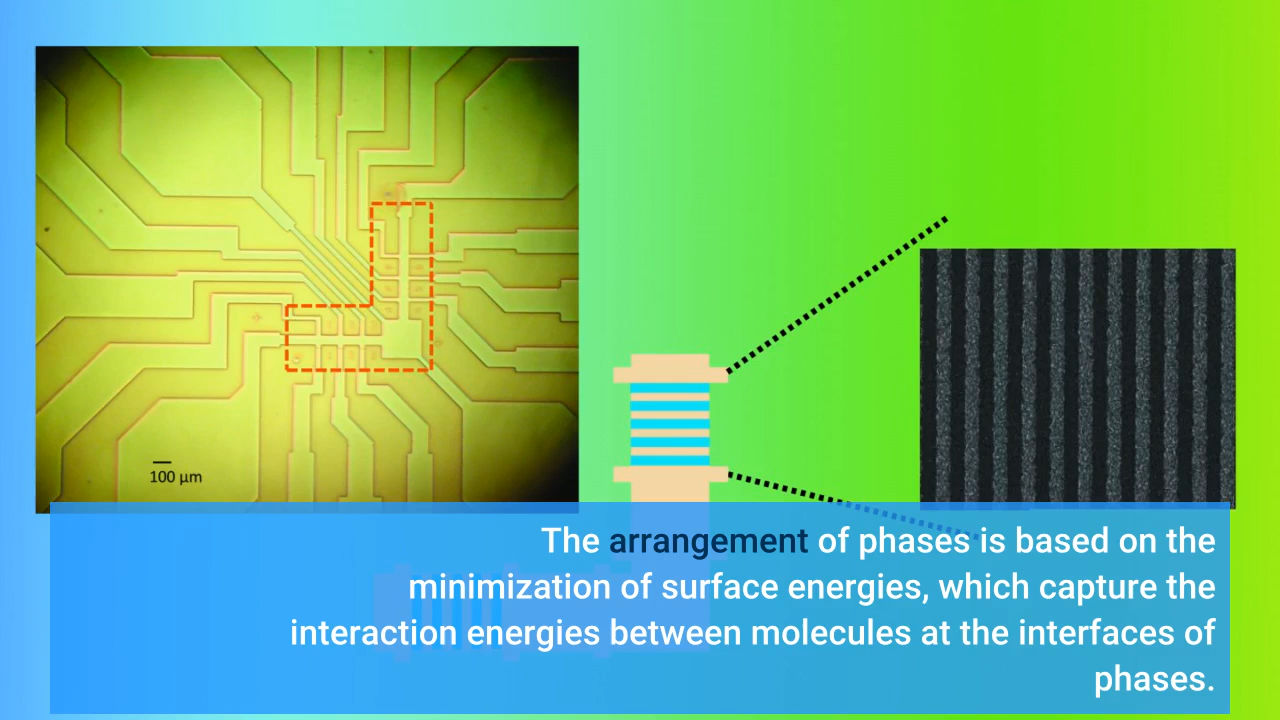 100 µm
The arrangement of phases is based on the
minimization of surface energies, which capture the
interaction energies between molecules at the interfaces of
phases.